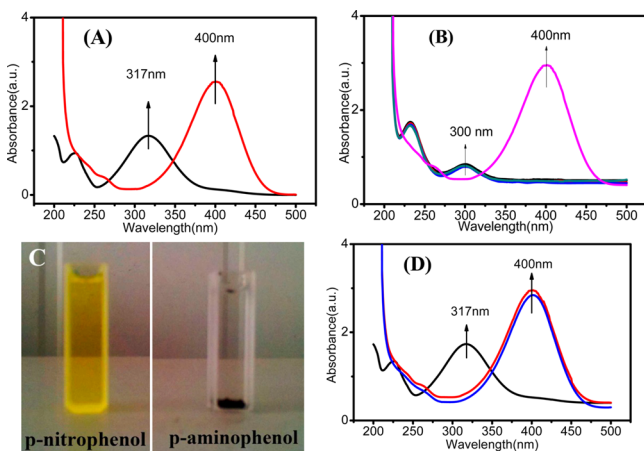 (A)
317nm
400nm
Absorbance(a.u.)
4
2
0
200 250 300 350 400 450 500
Wavelength(nm)
(B)
400nm
300 nm
Absorbance(a.u.)
4
2
0
200 250 300 350 400 450 500
Wavelength(nm)
C
p-nitrophenol
p-aminophenol
(D)
317nm
400nm
Absorbance(a.u.)
4
2
0
200 250 300 350 400 450 500
Wavelength(nm)